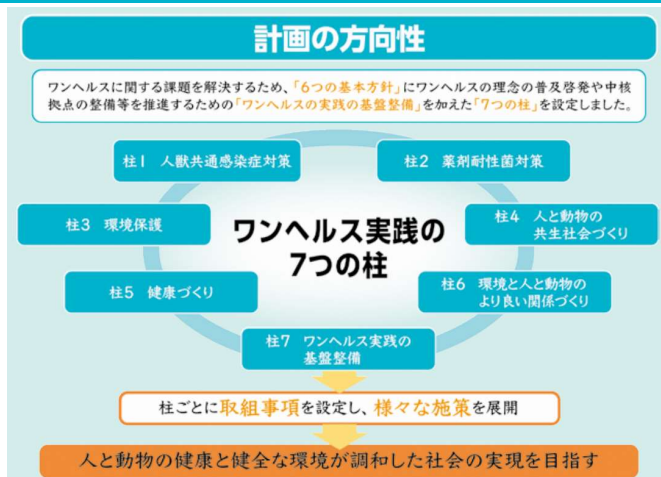 計画の方向性
ワンヘルスに関する課題を解決するため、「6つの基本方針」にワンヘルスの理念の普及啓発や中核
拠点の整備等を推進するための「ワンヘルスの実践の基盤整備」を加えた「7つの柱」を設定しました。
柱1 人獣共通感染症対策
柱2 薬剤耐性菌対策
柱3 環境保護
柱4 人と動物の
共生社会づくり
ワンヘルス実践の
7つの柱
柱5 健康づくり
柱6 環境と人と動物の
より良い関係づくり
柱7 ワンヘルス実践の
基盤整備
柱ごとに取組事項を設定し、様々な施策を展開
人と動物の健康と健全な環境が調和した社会の実現を目指す